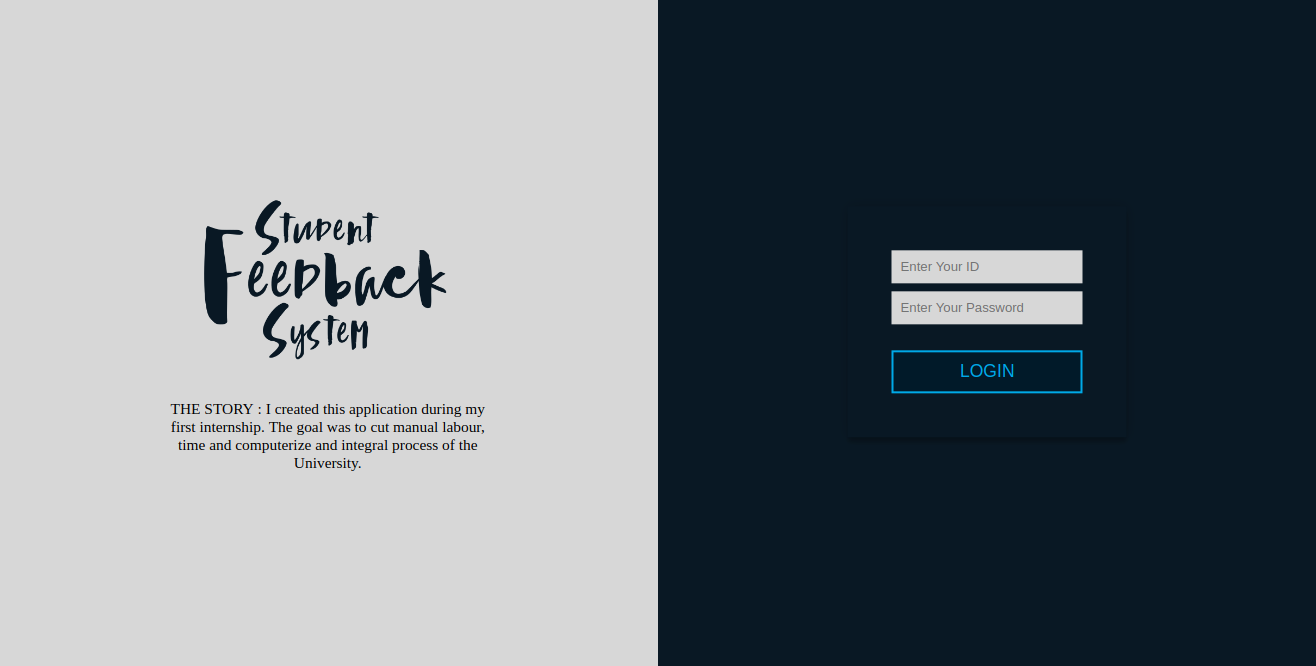 Student
Feedback
System
THE STORY : I created this application during my
first internship. The goal was to cut manual labour,
time and computerize and integral process of the
University.
Enter Your ID
Enter Your Password
LOGIN